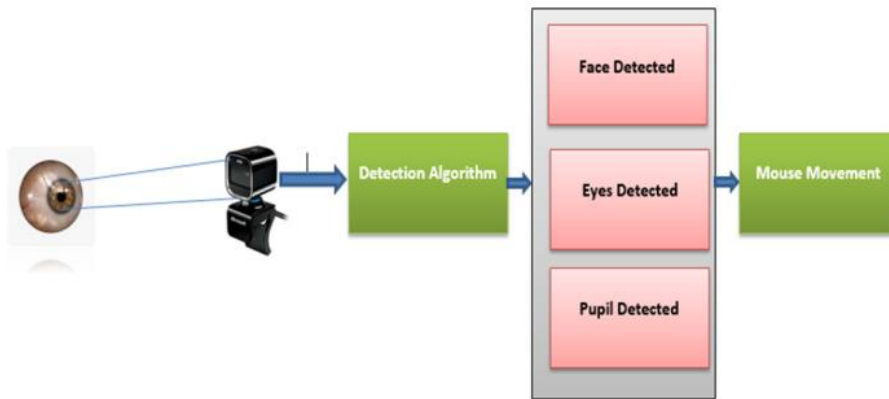 Face Detected
Detection Algorithm
Eyes Detected
Mouse Movement
Pupil Detected